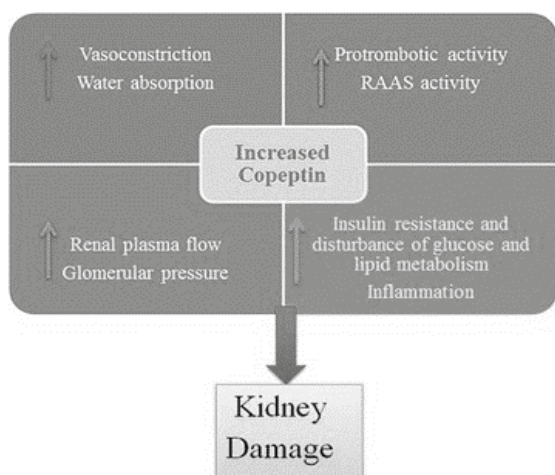 Vasoconstriction
Water absorption
Protrombotic activity
RAAS activity
Increased
Copeptin
Renal plasma flow
Glomerular pressure
Insulin resistance and
disturbance of glucose and
lipid metabolism
Inflammation
Kidney
Damage